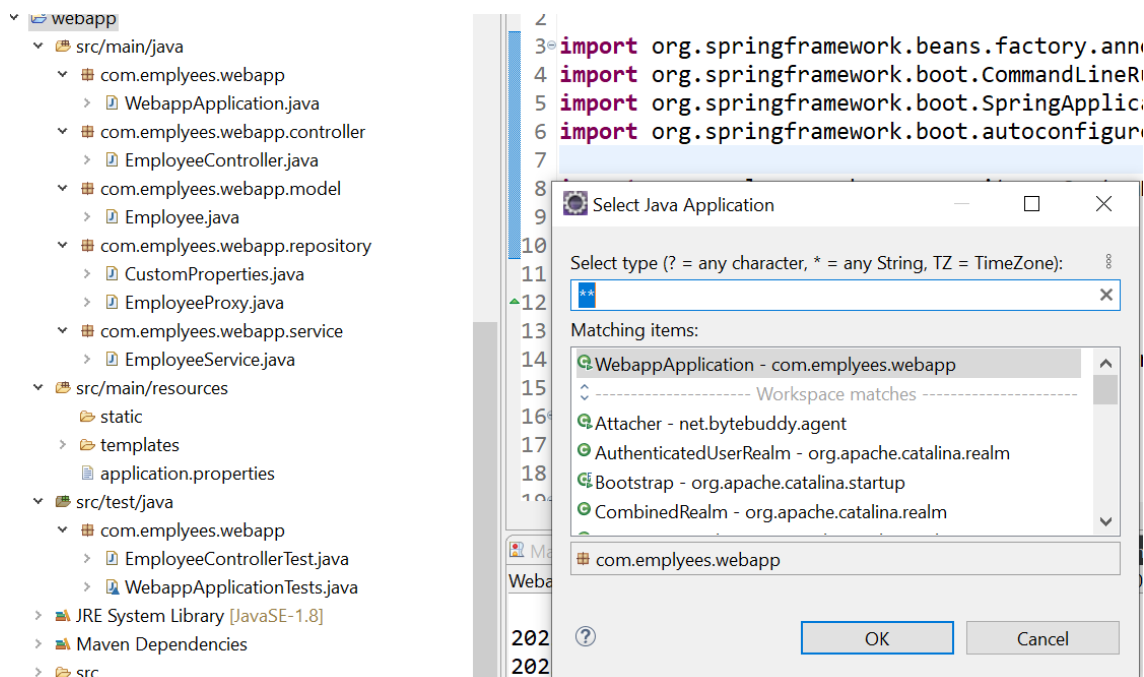 webapp
src/main/java
com.emplyees.webapp
WebappApplication.java
com.emplyees.webapp.controller
EmployeeController.java
com.emplyees.webapp.model
Employee.java
com.emplyees.webapp.repository
CustomProperties.java
EmployeeProxy.java
com.emplyees.webapp.service
EmployeeService.java
src/main/resources
static
templates
application.properties
src/test/java
com.emplyees.webapp
EmployeeControllerTest.java
WebappApplicationTests.java
JRE System Library [JavaSE-1.8]
Maven Dependencies
src
2
3 import org.springframework.beans.factory.anno
4 import org.springframework.boot.CommandLineRu
5 import org.springframework.boot.SpringApplica
6 import org.springframework.boot.autoconfigure
7
8
9
10
11
12
13
14
15
16
17
18
19
Select Java Application
Select type (? = any character, * = any String, TZ = TimeZone):
**
Matching items:
WebappApplication - com.emplyees.webapp
Workspace matches
Attacher - net.bytebuddy.agent
AuthenticatedUserRealm - org.apache.catalina.realm
Bootstrap - org.apache.catalina.startup
CombinedRealm - org.apache.catalina.realm
com.emplyees.webapp
OK
Cancel
Ma
Weba
202
202